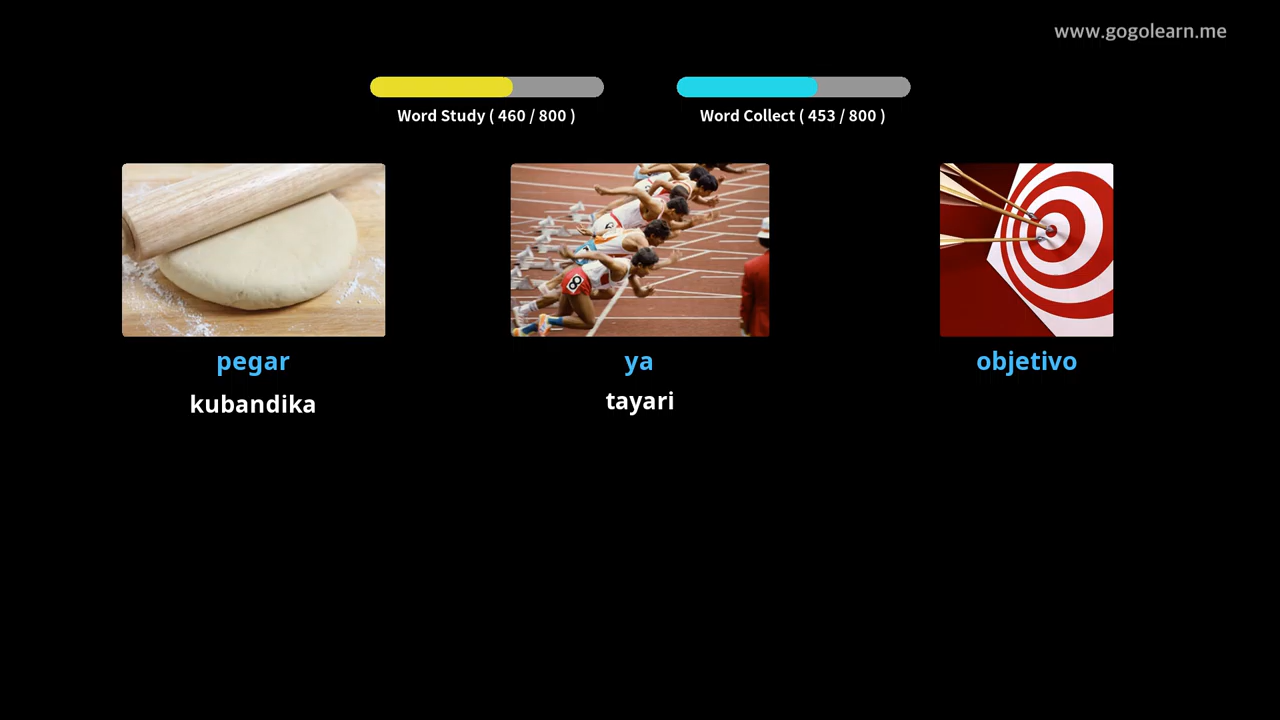 www.gogolearn.me
Word Study ( 460 / 800 )
Word Collect ( 453 / 800 )
pegar
kubandika
ya
tayari
objetivo